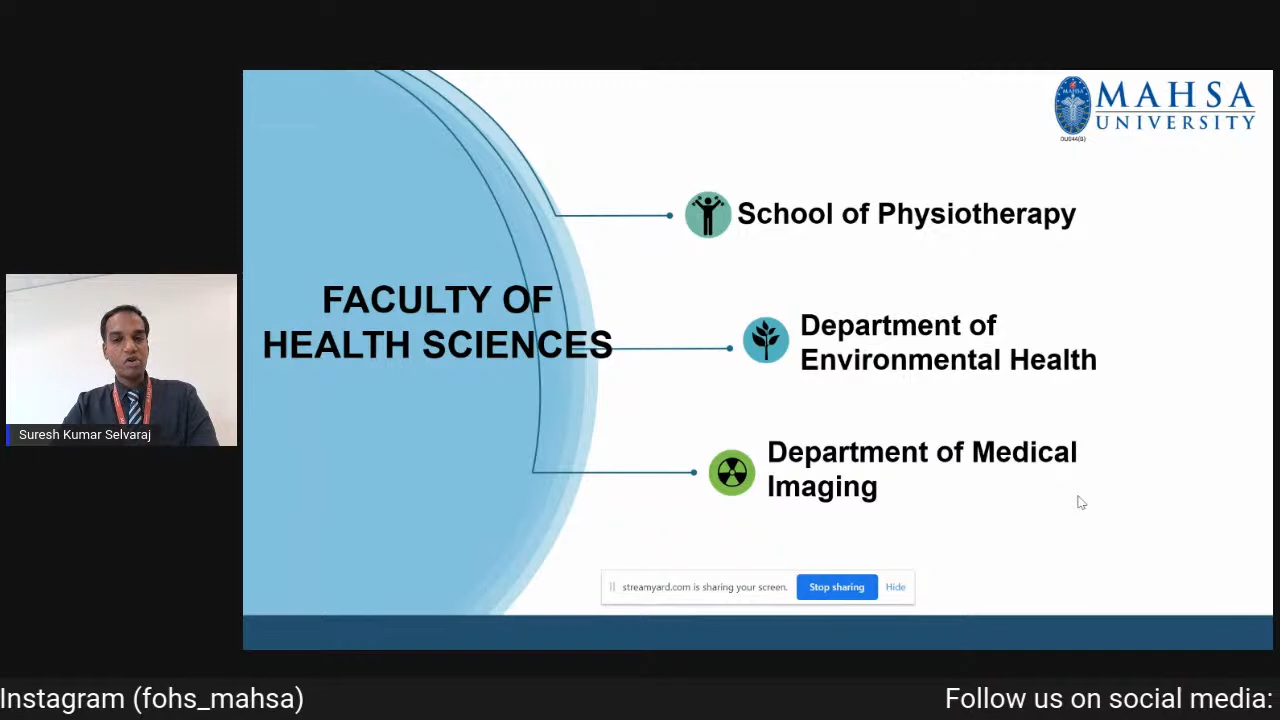 MAHSA
UNIVERSITY
DU044(B)
School of Physiotherapy
FACULTY OF
HEALTH SCIENCES
Department of
Environmental Health
Department of Medical
Imaging
Suresh Kumar Selvaraj
streamyard.com is sharing your screen. Stop sharing Hide
Instagram (fohs_mahsa) Follow us on social media: